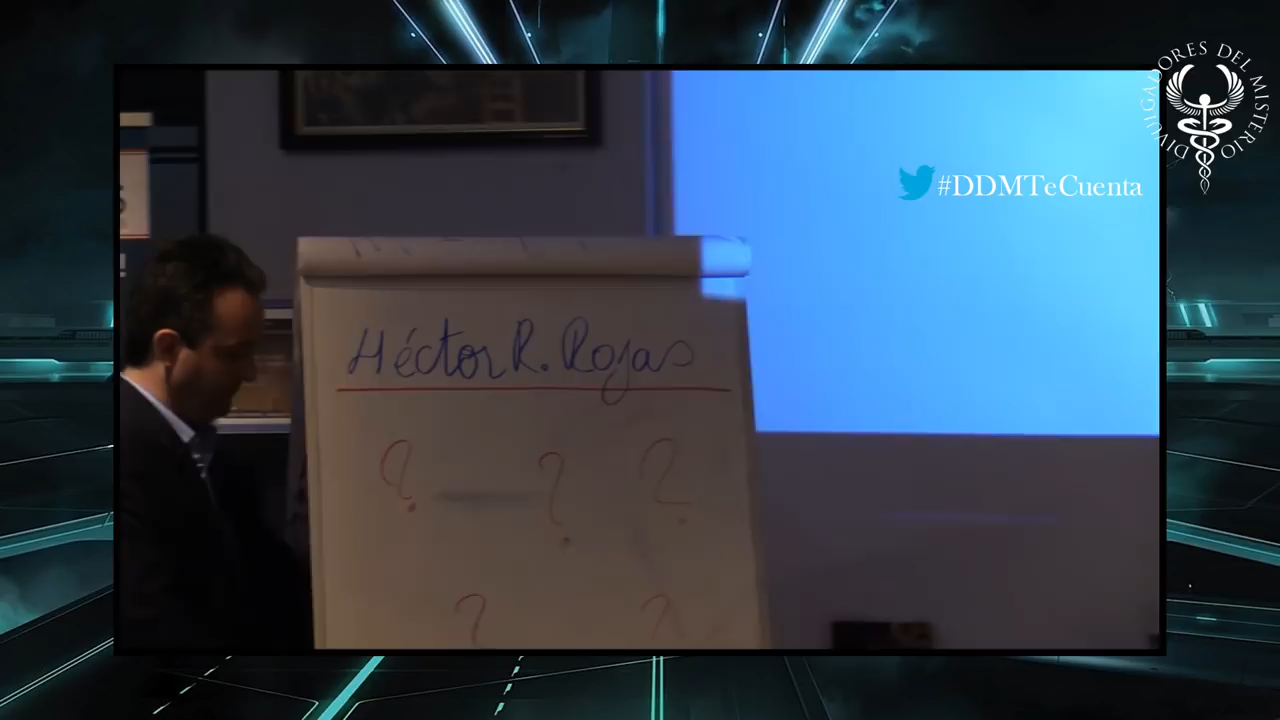 DIVULGADORES DEL MISTERIO
#DDMTeCuenta
Héctor R. Rojas
? ? ?
? ?